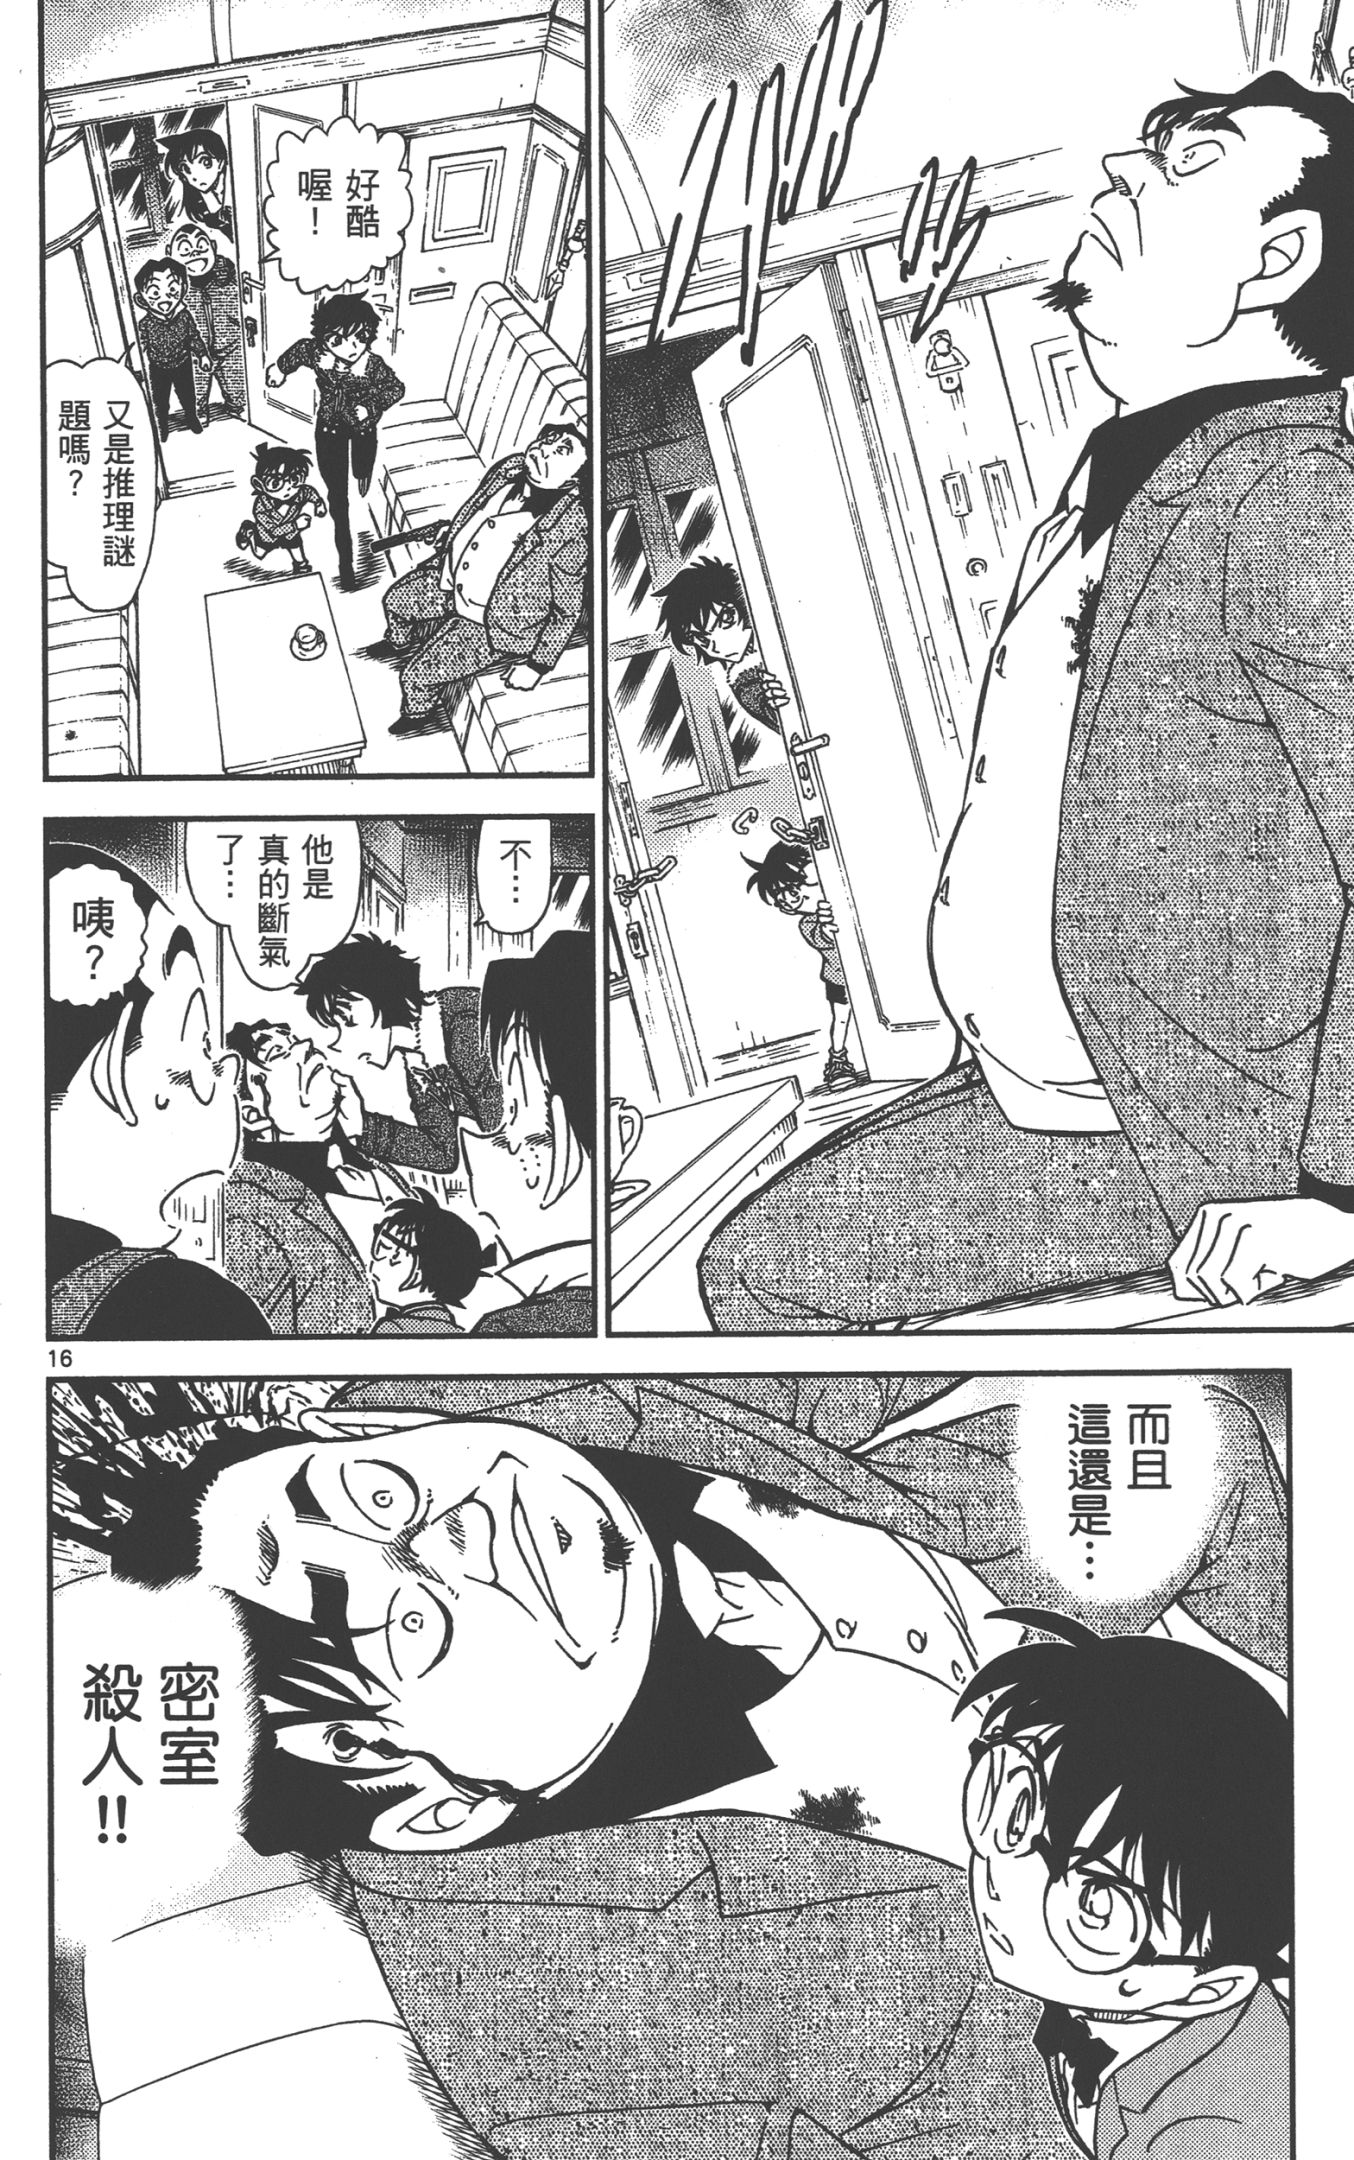 好酷
喔！
又是推理謎
題嗎？
不…
他是
真的斷氣
了…
咦？
16
而且
這還是…
密室
殺人!!